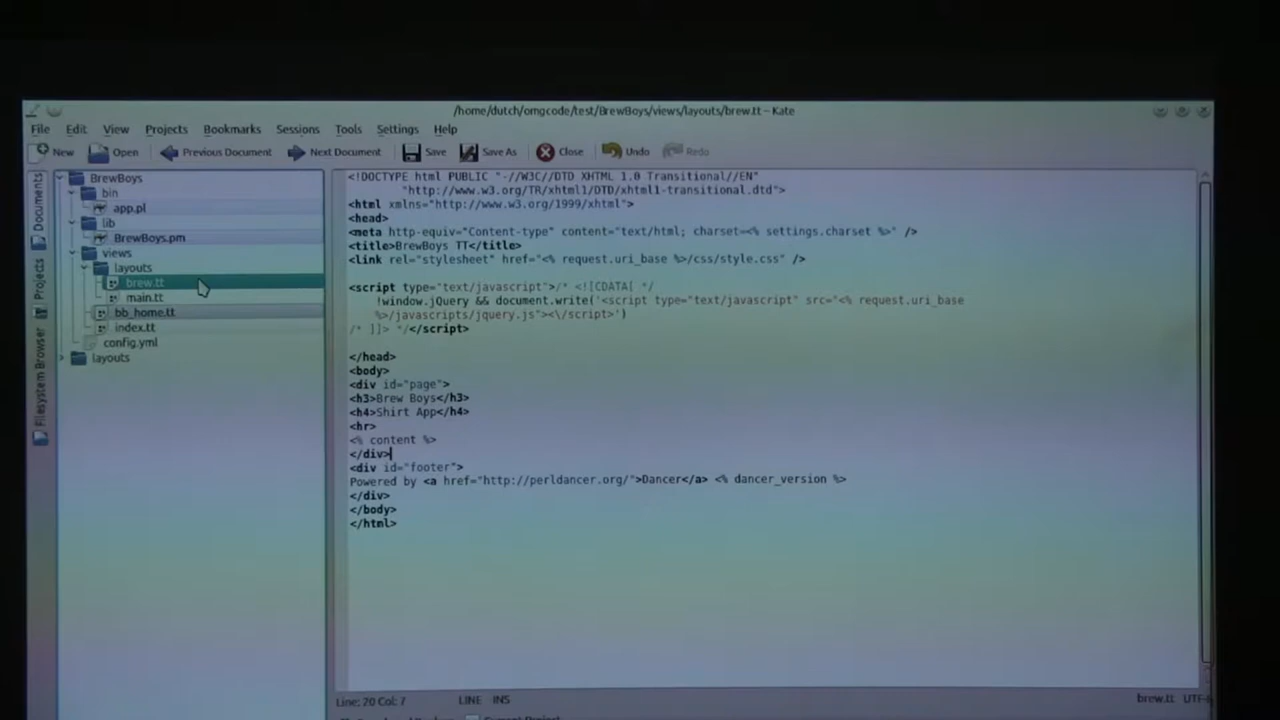 /home/dutch/omgcode/test/BrewBoys/views/layouts/brew.tt – Kate
File Edit View Projects Bookmarks Sessions Tools Settings Help
New Open Previous Document Next Document Save Save As Close Undo Redo
Documents
Projects
Filesystem Browser
BrewBoys
bin
app.pl
lib
BrewBoys.pm
views
layouts
brew.tt
main.tt
bb_home.tt
index.tt
config.yml
layouts
<!DOCTYPE html PUBLIC "-//W3C//DTD XHTML 1.0 Transitional//EN"
"http://www.w3.org/TR/xhtml1/DTD/xhtml1-transitional.dtd">
<html xmlns="http://www.w3.org/1999/xhtml">
<head>
<meta http-equiv="Content-type" content="text/html; charset=<% settings.charset %>" />
<title>BrewBoys TT</title>
<link rel="stylesheet" href="<% request.uri_base %>/css/style.css" />
<script type="text/javascript">/* <![CDATA[ */
!window.jQuery && document.write('<script type="text/javascript" src="<% request.uri_base
%>/javascripts/jquery.js"><\/script>')
/* ]]> */</script>
</head>
<body>
<div id="page">
<h3>Brew Boys</h3>
<h4>Shirt App</h4>
<hr>
<% content %>
</div>
<div id="footer">
Powered by <a href="http://perldancer.org/">Dancer</a> <% dancer_version %>
</div>
</body>
</html>
Line: 20 Col: 7 LINE INS brew.tt
Current Project